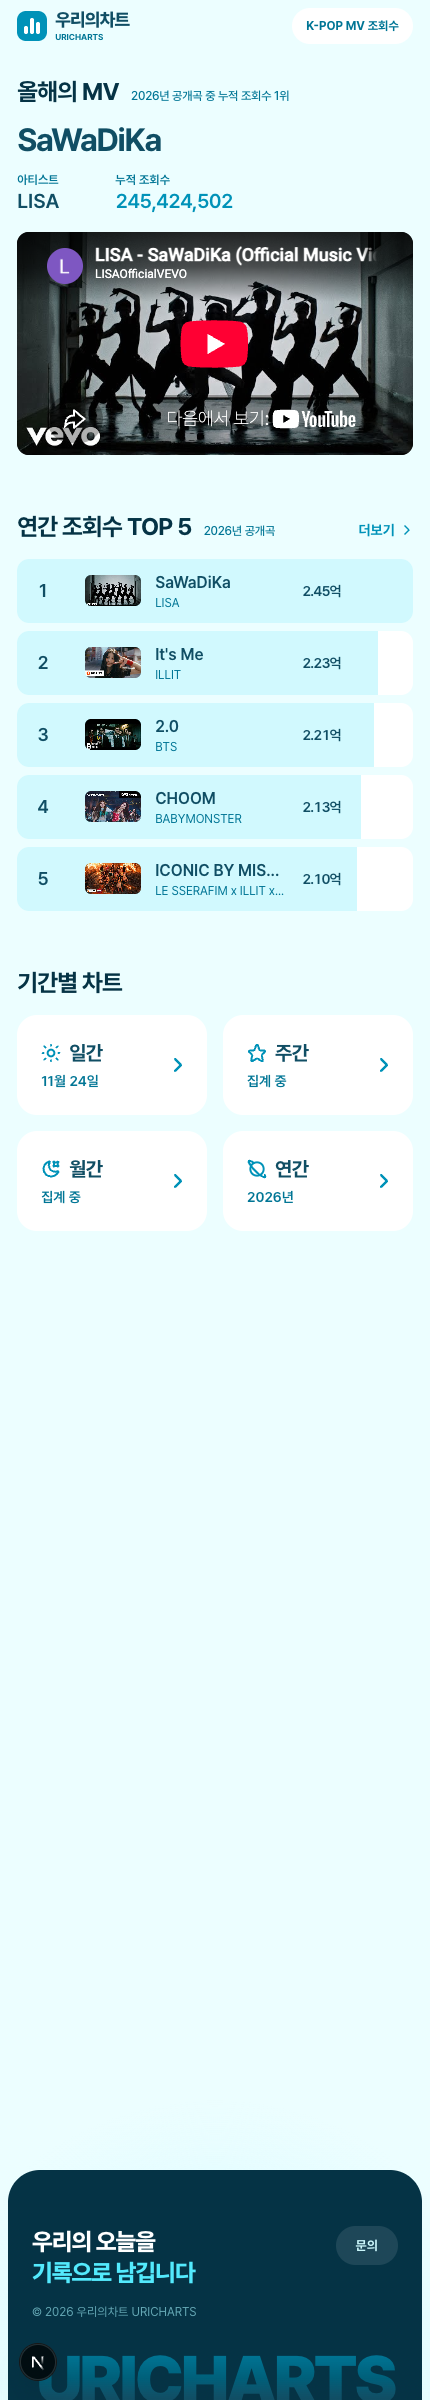 우리의차트
URICHARTS
K-POP MV 조회수
올해의 MV 2026년 공개곡 중 누적 조회수 1위
SaWaDiKa
아티스트 누적 조회수
LISA 245,424,502
L
LISA - SaWaDiKa (Official Music Vi
LISAOfficialVEVO
다음에서 보기: YouTube
vevo
연간 조회수 TOP 5 2026년 공개곡 더보기
1 SaWaDiKa 2.45억
LISA
2 It's Me 2.23억
ILLIT
3 2.0 2.21억
BTS
4 CHOOM 2.13억
BABYMONSTER
5 ICONIC BY MIS... 2.10억
LE SSERAFIM x ILLIT x...
기간별 차트
일간
11월 24일
주간
집계 중
월간
집계 중
연간
2026년
우리의 오늘을
기록으로 남깁니다
문의
© 2026 우리의차트 URICHARTS
N
URICHARTS